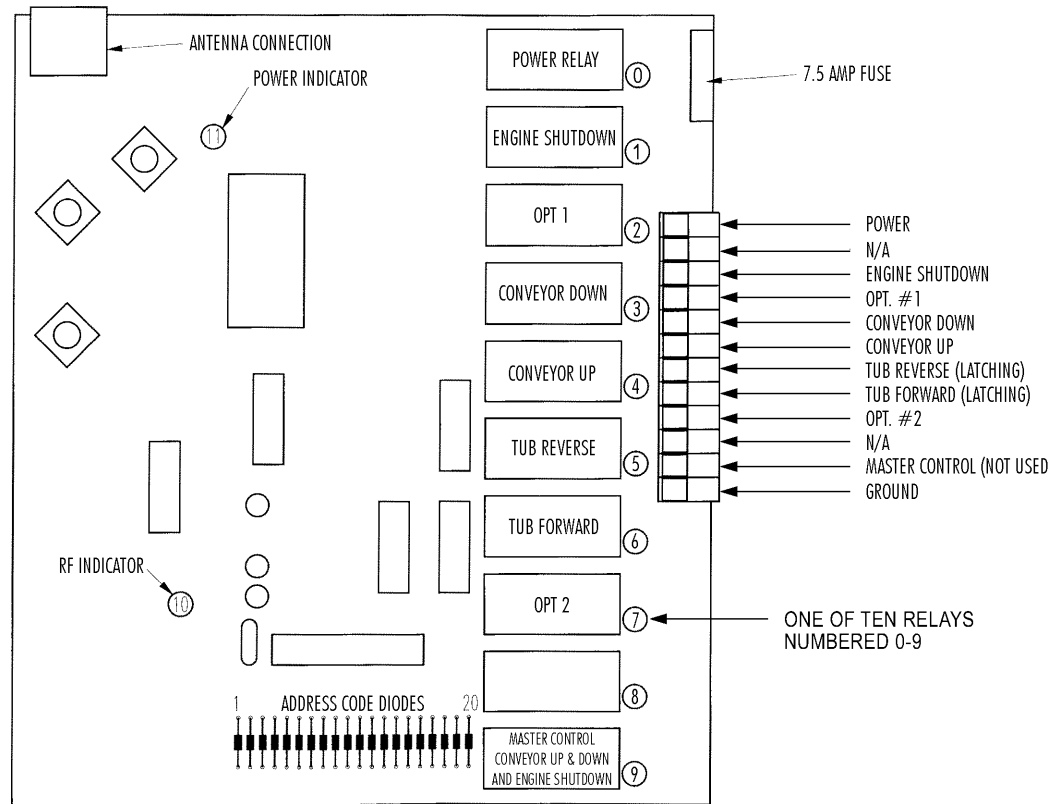 ANTENNA CONNECTION
POWER INDICATOR
11
POWER RELAY
0
7.5 AMP FUSE
ENGINE SHUTDOWN
1
OPT 1
2
CONVEYOR DOWN
3
CONVEYOR UP
4
TUB REVERSE
5
TUB FORWARD
6
OPT 2
7
8
MASTER CONTROL
CONVEYOR UP & DOWN
AND ENGINE SHUTDOWN
9
POWER
N/A
ENGINE SHUTDOWN
OPT. #1
CONVEYOR DOWN
CONVEYOR UP
TUB REVERSE (LATCHING)
TUB FORWARD (LATCHING)
OPT. #2
N/A
MASTER CONTROL (NOT USED
GROUND
ONE OF TEN RELAYS
NUMBERED 0-9
RF INDICATOR
10
1 ADDRESS CODE DIODES 20